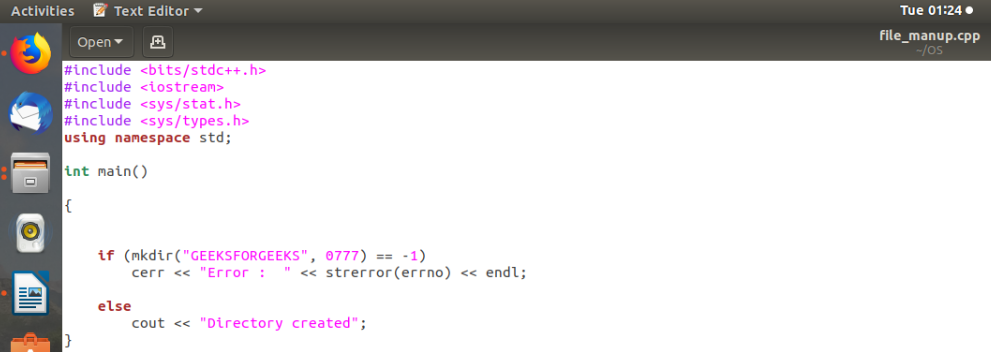 Activities Text Editor Tue 01:24
Open file_manup.cpp
~/OS
#include <bits/stdc++.h>
#include <iostream>
#include <sys/stat.h>
#include <sys/types.h>
using namespace std;
int main()
{
    if (mkdir("GEEKSFORGEEKS", 0777) == -1)
        cerr << "Error :  " << strerror(errno) << endl;
    else
        cout << "Directory created";
}